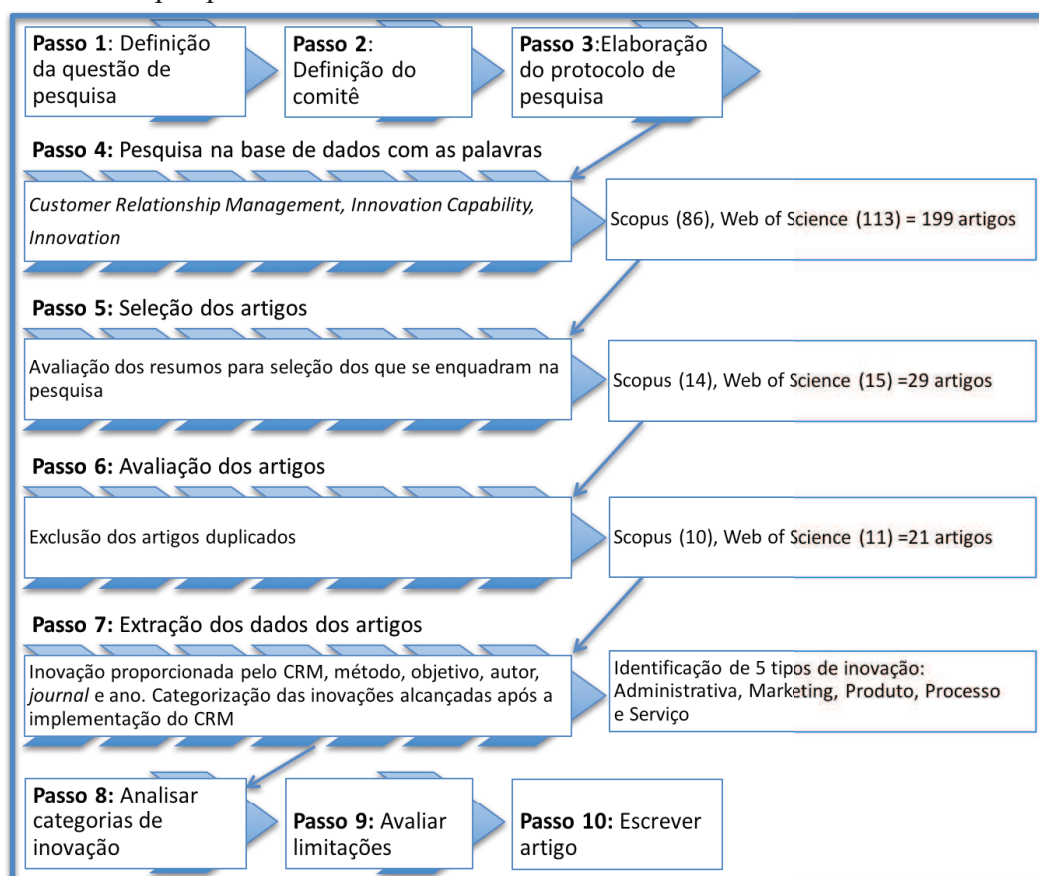 Passo 1: Definição
da questão de
pesquisa
Passo 2:
Definição do
comitê
Passo 3:Elaboração
do protocolo de
pesquisa
Passo 4: Pesquisa na base de dados com as palavras
Customer Relationship Management, Innovation Capability,
Innovation
Scopus (86), Web of Science (113) = 199 artigos
Passo 5: Seleção dos artigos
Avaliação dos resumos para seleção dos que se enquadram na
pesquisa
Scopus (14), Web of Science (15) =29 artigos
Passo 6: Avaliação dos artigos
Exclusão dos artigos duplicados
Scopus (10), Web of Science (11) =21 artigos
Passo 7: Extração dos dados dos artigos
Inovação proporcionada pelo CRM, método, objetivo, autor,
journal e ano. Categorização das inovações alcançadas após a
implementação do CRM
Identificação de 5 tipos de inovação:
Administrativa, Marketing, Produto, Processo
e Serviço
Passo 8: Analisar
categorias de
inovação
Passo 9: Avaliar
limitações
Passo 10: Escrever
artigo